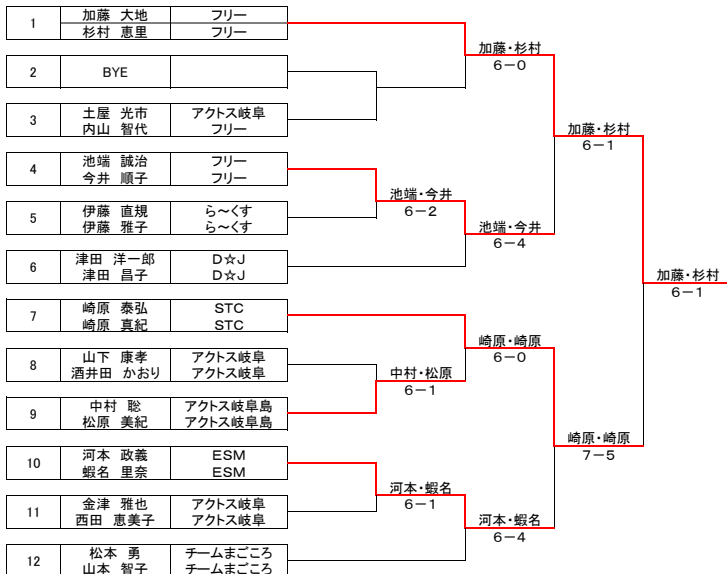 1 加藤 大地 フリー
杉村 恵里 フリー
2 BYE
3 土屋 光市 アクトス岐阜
内山 智代 フリー
4 池端 誠治 フリー
今井 順子 フリー
5 伊藤 直規 ら～くす
伊藤 雅子 ら～くす
6 津田 洋一郎 D☆J
津田 昌子 D☆J
7 崎原 泰弘 STC
崎原 真紀 STC
8 山下 康孝 アクトス岐阜
酒井田 かおり アクトス岐阜
9 中村 聡 アクトス岐阜島
松原 美紀 アクトス岐阜島
10 河本 政義 ESM
蝦名 里奈 ESM
11 金津 雅也 アクトス岐阜
西田 恵美子 アクトス岐阜
12 松本 勇 チームまごころ
山本 智子 チームまごころ
池端・今井
6－2
中村・松原
6－1
河本・蝦名
6－1
加藤・杉村
6－0
池端・今井
6－4
崎原・崎原
6－0
河本・蝦名
6－4
加藤・杉村
6－1
崎原・崎原
7－5
加藤・杉村
6－1